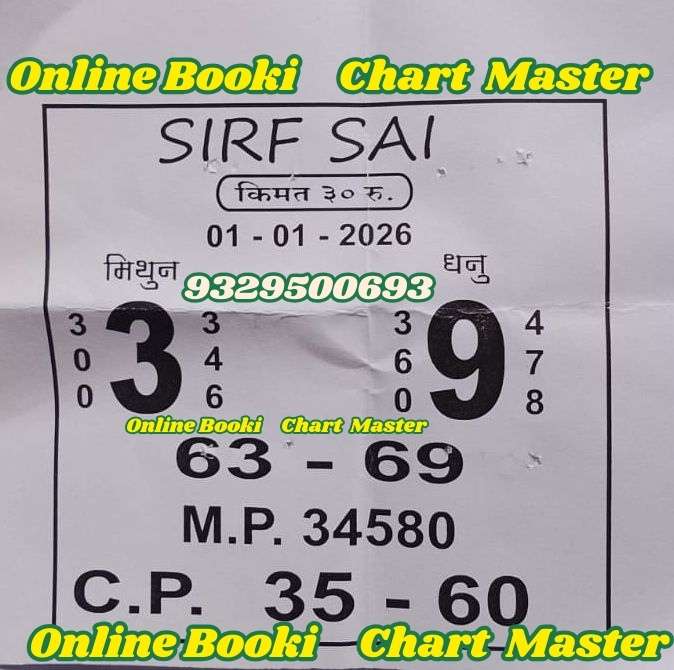 Online Booki Chart Master
SIRF SAI
किमत ३० रु.
01 - 01 - 2026
मिथुन धनु
9329500693
3 3 3 4
0 3 4 6 9 7
0 6 0 8
Online Booki Chart Master
63 - 69
M.P. 34580
C.P. 35 - 60
Online Booki Chart Master